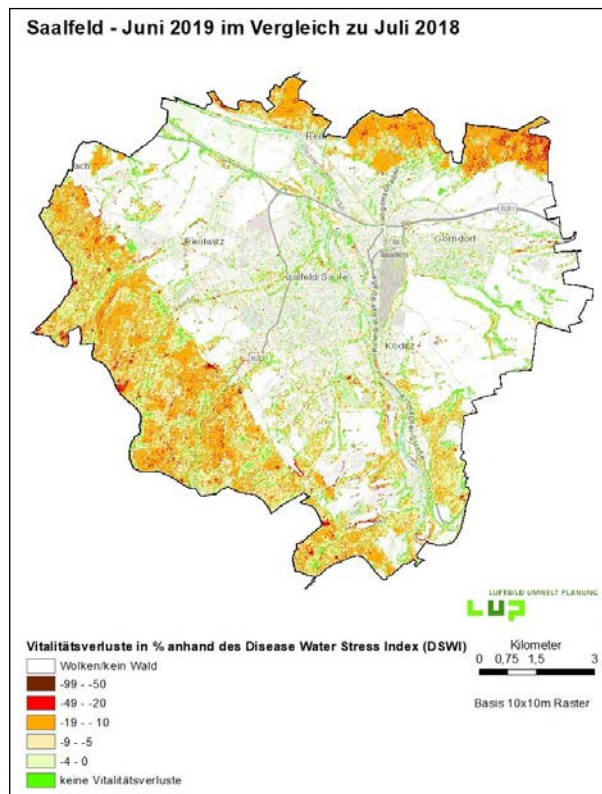 Saalfeld - Juni 2019 im Vergleich zu Juli 2018
Gorndorf
Saalfeld
aalfeld/Saale
Köditz
LUFTBILD UMWELT PLANUNG
LUP
Vitalitätsverluste in % anhand des Disease Water Stress Index (DSWI)
Wolken/kein Wald
-99 - -50
-49 - -20
-19 - -10
-9 - -5
-4 - 0
keine Vitalitätsverluste
Kilometer
0 0,75 1,5 3
Basis 10x10m Raster